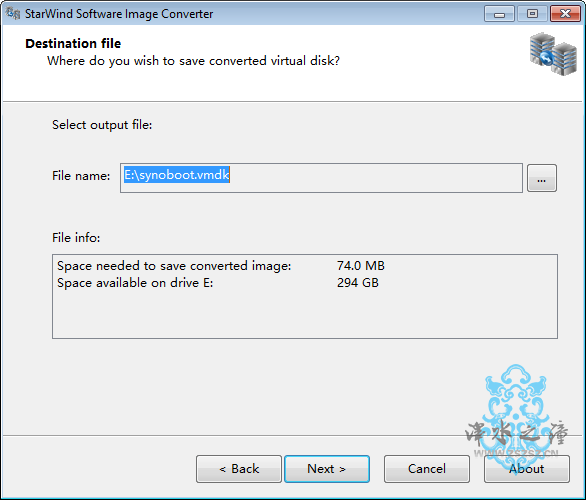 StarWind Software Image Converter
Destination file
Where do you wish to save converted virtual disk?
Select output file:
File name: E:\synoboot.vmdk ...
File info:
Space needed to save converted image: 74.0 MB
Space available on drive E: 294 GB
< Back Next > Cancel About